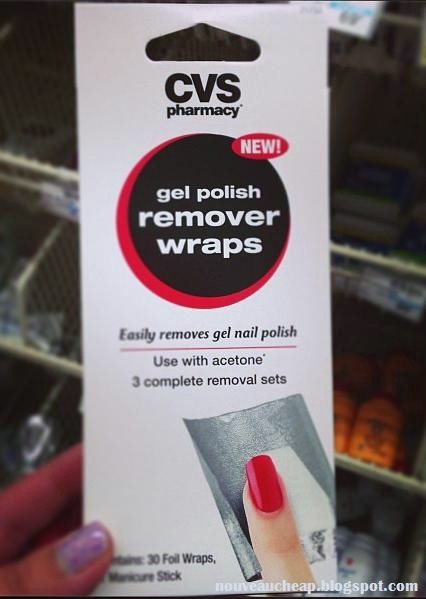 CVS
pharmacy
NEW!
gel polish
remover
wraps
Easily removes gel nail polish
Use with acetone*
3 complete removal sets
30 Foil Wraps,
Manicure Stick
nouveaucheap.blogspot.com